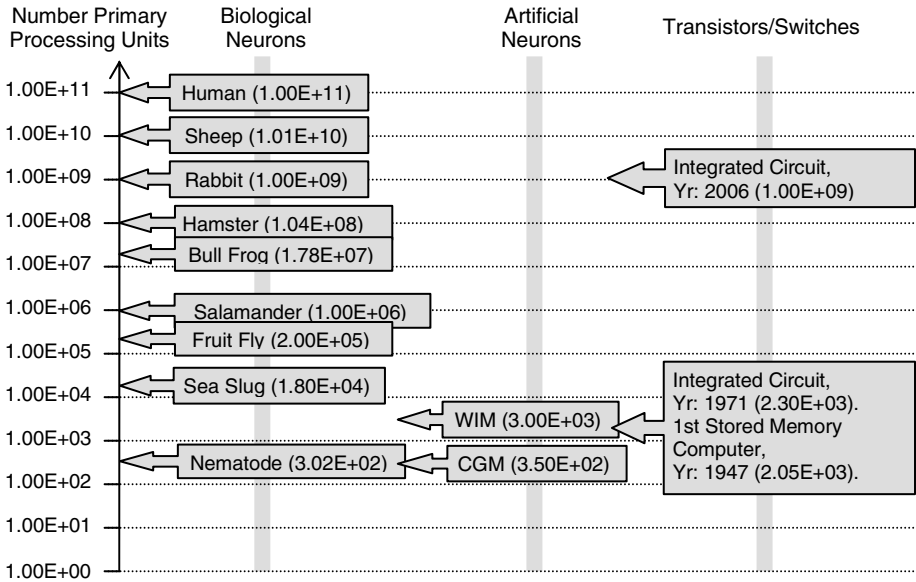 Number Primary
Processing Units
Biological
Neurons
Artificial
Neurons
Transistors/Switches
1.00E+11
Human (1.00E+11)
1.00E+10
Sheep (1.01E+10)
1.00E+09
Rabbit (1.00E+09)
Integrated Circuit,
Yr: 2006 (1.00E+09)
1.00E+08
Hamster (1.04E+08)
Bull Frog (1.78E+07)
1.00E+07
1.00E+06
Salamander (1.00E+06)
Fruit Fly (2.00E+05)
1.00E+05
Sea Slug (1.80E+04)
1.00E+04
Integrated Circuit,
Yr: 1971 (2.30E+03).
1st Stored Memory
Computer,
Yr: 1947 (2.05E+03).
WIM (3.00E+03)
1.00E+03
Nematode (3.02E+02)
CGM (3.50E+02)
1.00E+02
1.00E+01
1.00E+00